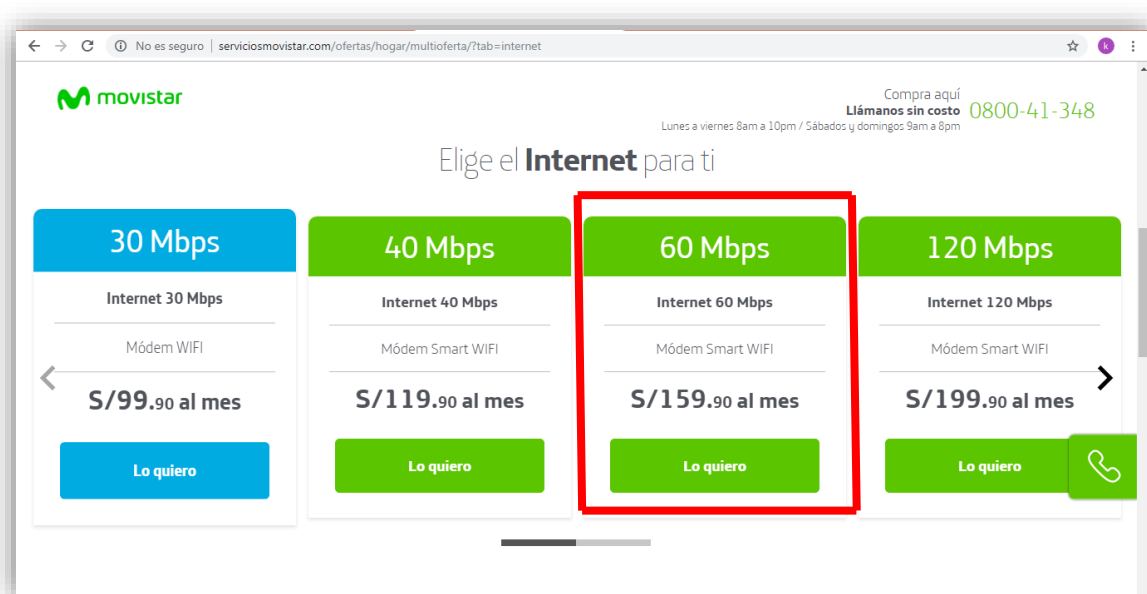 No es seguro | serviciosmovistar.com/ofertas/hogar/multioferta/?tab=internet
k
movistar
Compra aquí
Llámanos sin costo 0800-41-348
Lunes a viernes 8am a 10pm / Sábados y domingos 9am a 8pm
Elige el Internet para ti
30 Mbps
Internet 30 Mbps
Módem WIFI
S/99.90 al mes
Lo quiero
40 Mbps
Internet 40 Mbps
Módem Smart WIFI
S/119.90 al mes
Lo quiero
60 Mbps
Internet 60 Mbps
Módem Smart WIFI
S/159.90 al mes
Lo quiero
120 Mbps
Internet 120 Mbps
Módem Smart WIFI
S/199.90 al mes
Lo quiero